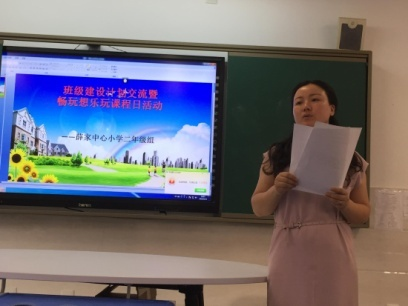 班级建设计划交流暨
畅玩想乐玩课程日活动
——薛家中心小学二年级组